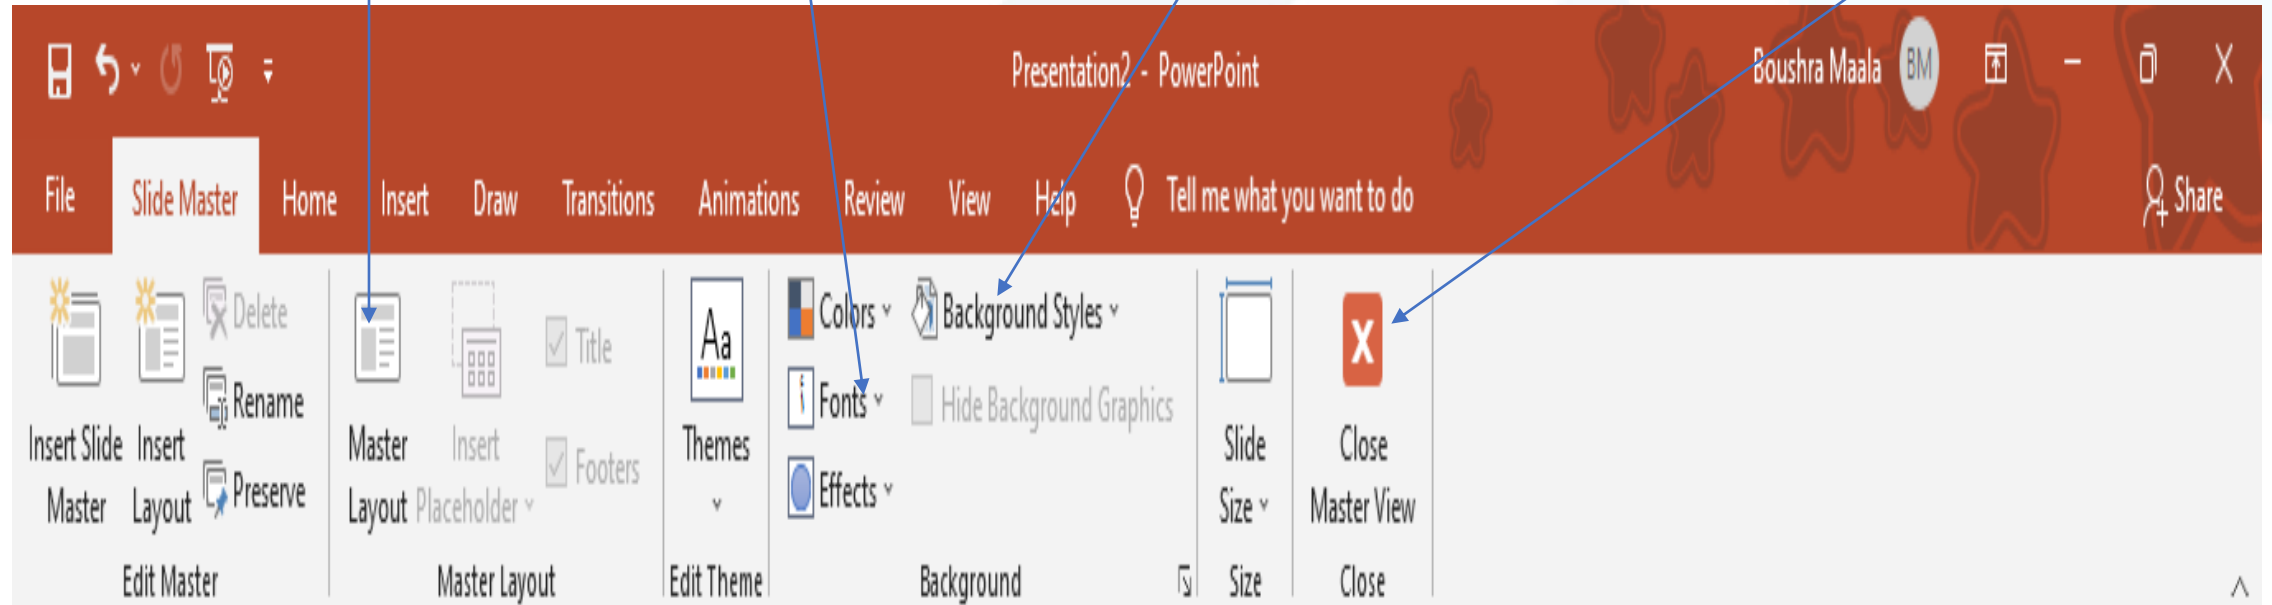 Presentation2 - PowerPoint
Boushra Maala BM
File Slide Master Home Insert Draw Transitions Animations Review View Help Tell me what you want to do Share
Insert Slide Master
Insert Layout
Delete
Rename
Preserve
Edit Master
Master Layout
Insert Placeholder
Title
Footers
Master Layout
Aa
Themes
Edit Theme
Colors
Fonts
Effects
Background Styles
Hide Background Graphics
Background
Slide Size
Size
X
Close Master View
Close